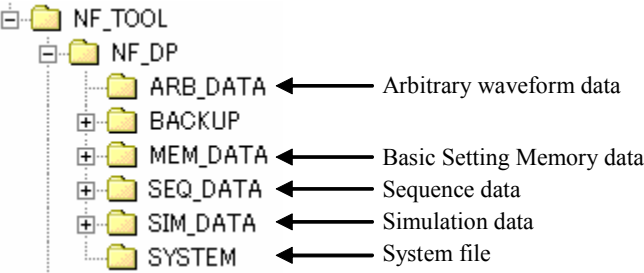 NF_TOOL
NF_DP
ARB_DATA Arbitrary waveform data
BACKUP
MEM_DATA Basic Setting Memory data
SEQ_DATA Sequence data
SIM_DATA Simulation data
SYSTEM System file